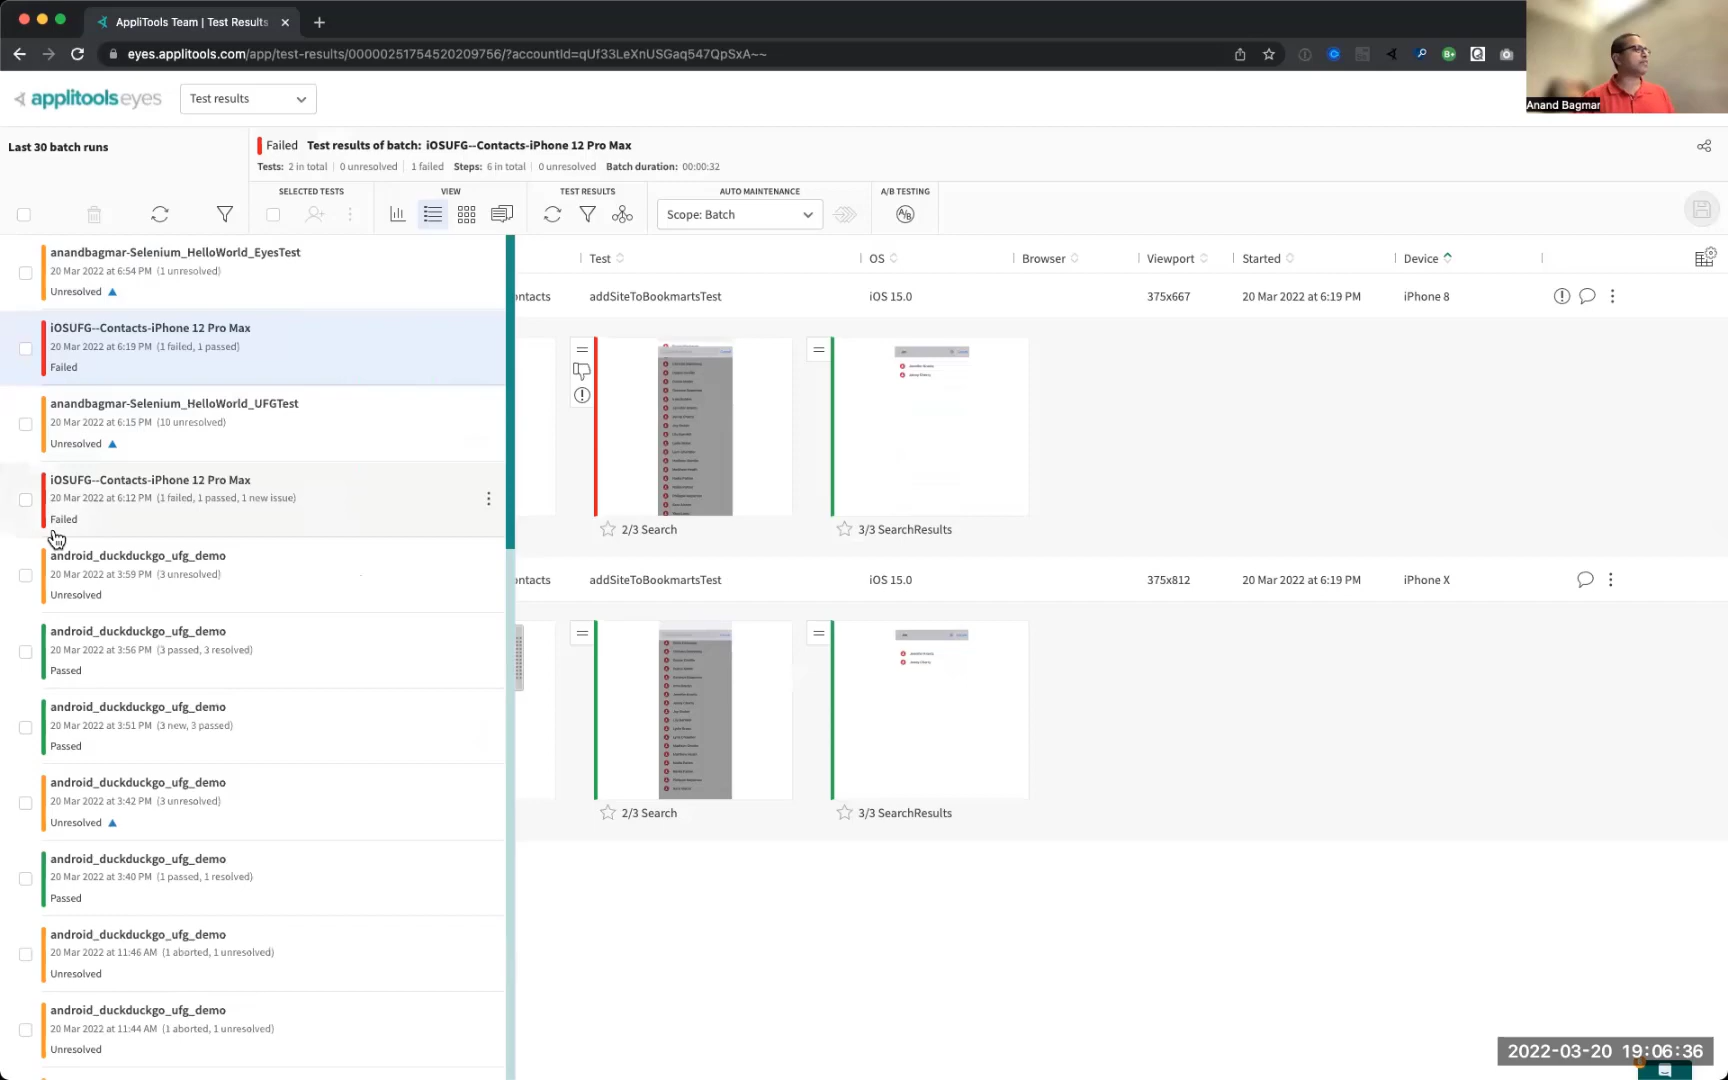 AppliTools Team | Test Results
eyes.applitools.com/app/test-results/00000251754520209756/?accountId=qUf33LeXnUSGaq547QpSxA~~
Anand Bagmar
applitools eyes
Test results
Last 30 batch runs
Failed Test results of batch: iOSUFG--Contacts-iPhone 12 Pro Max
Tests: 2 in total | 0 unresolved | 1 failed Steps: 6 in total | 0 unresolved Batch duration: 00:00:32
SELECTED TESTS
VIEW
TEST RESULTS
AUTO MAINTENANCE
A/B TESTING
Scope: Batch
A/B
anandbagmar-Selenium_HelloWorld_EyesTest
20 Mar 2022 at 6:54 PM (1 unresolved)
Unresolved
iOSUFG--Contacts-iPhone 12 Pro Max
20 Mar 2022 at 6:19 PM (1 failed, 1 passed)
Failed
anandbagmar-Selenium_HelloWorld_UFGTest
20 Mar 2022 at 6:15 PM (10 unresolved)
Unresolved
iOSUFG--Contacts-iPhone 12 Pro Max
20 Mar 2022 at 6:12 PM (1 failed, 1 passed, 1 new issue)
Failed
android_duckduckgo_ufg_demo
20 Mar 2022 at 3:59 PM (3 unresolved)
Unresolved
android_duckduckgo_ufg_demo
20 Mar 2022 at 3:56 PM (3 passed, 3 resolved)
Passed
android_duckduckgo_ufg_demo
20 Mar 2022 at 3:51 PM (3 new, 3 passed)
Passed
android_duckduckgo_ufg_demo
20 Mar 2022 at 3:42 PM (3 unresolved)
Unresolved
android_duckduckgo_ufg_demo
20 Mar 2022 at 3:40 PM (1 passed, 1 resolved)
Passed
android_duckduckgo_ufg_demo
20 Mar 2022 at 11:46 AM (1 aborted, 1 unresolved)
Unresolved
android_duckduckgo_ufg_demo
20 Mar 2022 at 11:44 AM (1 aborted, 1 unresolved)
Unresolved
Test OS Browser Viewport Started Device
ontacts addSiteToBookmartsTest iOS 15.0 375x667 20 Mar 2022 at 6:19 PM iPhone 8
2/3 Search
3/3 SearchResults
ontacts addSiteToBookmartsTest iOS 15.0 375x812 20 Mar 2022 at 6:19 PM iPhone X
2/3 Search
3/3 SearchResults
2022-03-20 19:06:36